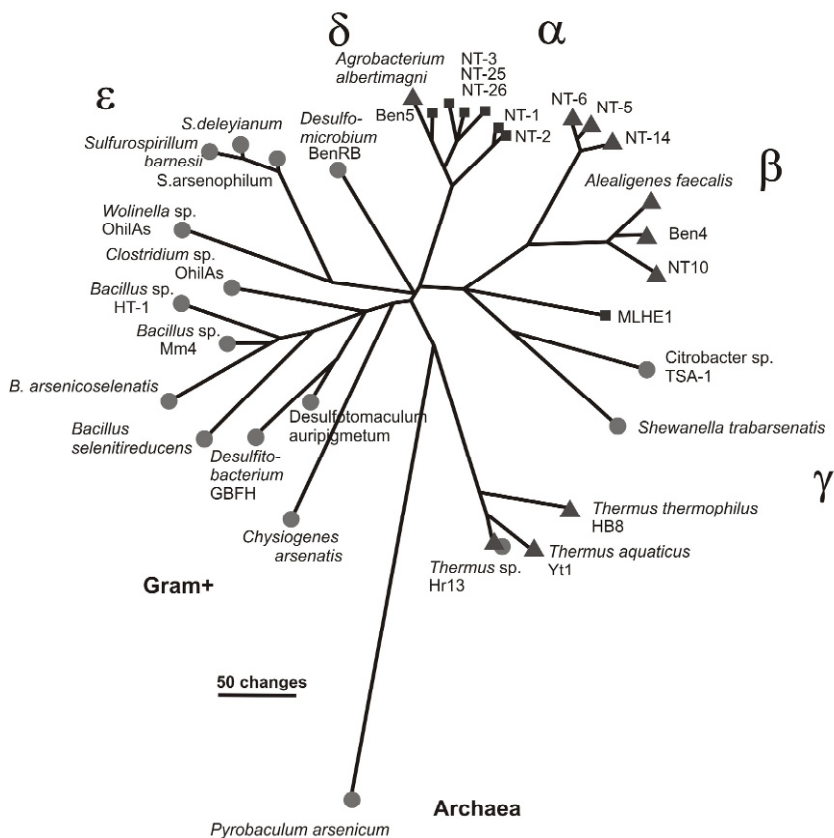 δ
α
Agrobacterium
albertimagni
NT-3
NT-25
NT-26
ε
Ben5
NT-1
NT-2
NT-6
NT-5
NT-14
S.deleyianum
Sulfurospirillum
barnesii
S.arsenophilum
Desulfo-
microbium
BenRB
Alealigenes faecalis
β
Ben4
NT10
Wolinella sp.
OhilAs
Clostridium sp.
OhilAs
Bacillus sp.
HT-1
Bacillus sp.
Mm4
MLHE1
Citrobacter sp.
TSA-1
B. arsenicoselenatis
Bacillus
selenitireducens
Desulfotomaculum
auripigmetum
Shewanella trabarsenatis
Desulfito-
bacterium
GBFH
γ
Chysiogenes
arsenatis
Thermus thermophilus
HB8
Thermus aquaticus
Yt1
Thermus sp.
Hr13
Gram+
50 changes
Archaea
Pyrobaculum arsenicum